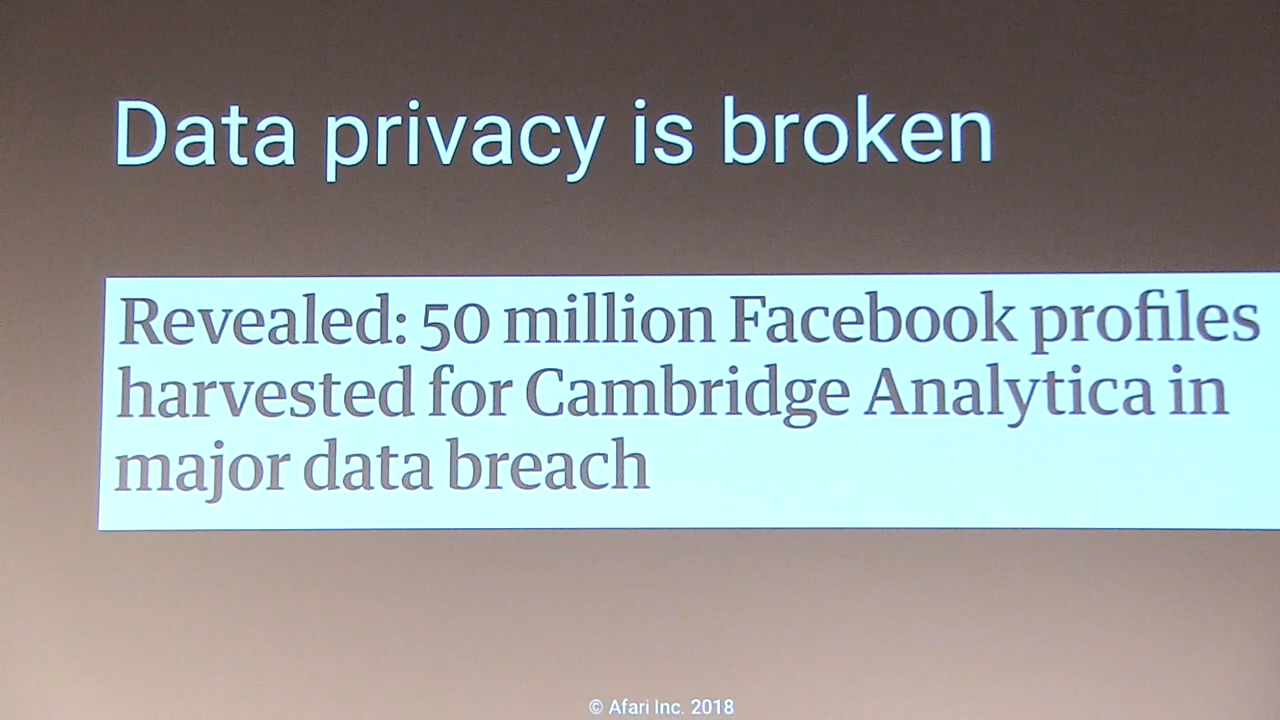 Data privacy is broken
Revealed: 50 million Facebook profiles
harvested for Cambridge Analytica in
major data breach
© Afari Inc. 2018